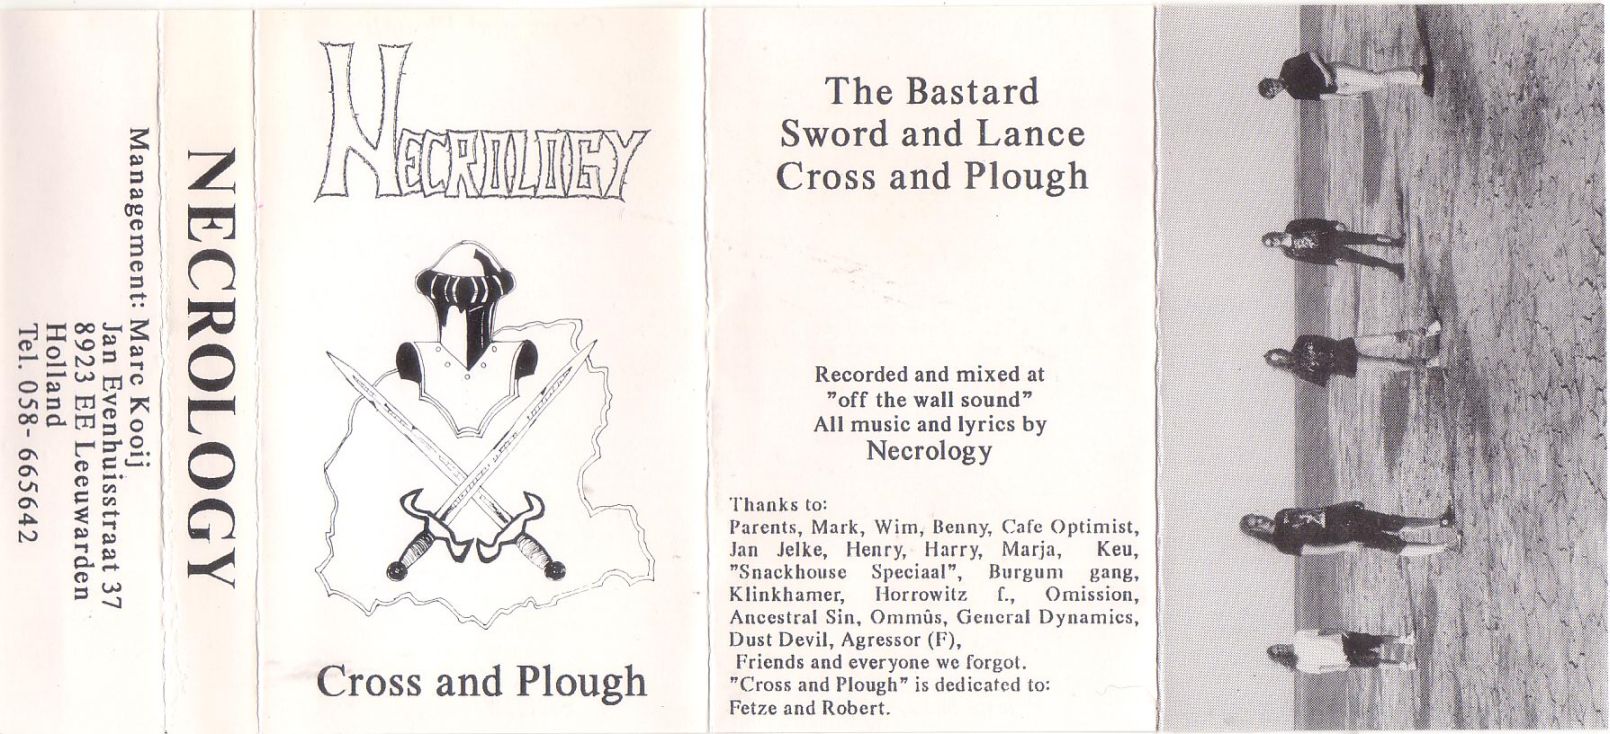 Management: Marc Kooij
Jan Evenhuisstraat 37
8923 EE Leeuwarden
Holland
Tel. 058- 665642
NECROLOGY
NECROLOGY
Cross and Plough
The Bastard
Sword and Lance
Cross and Plough
Recorded and mixed at
"off the wall sound"
All music and lyrics by
Necrology
Thanks to:
Parents, Mark, Wim, Benny, Cafe Optimist,
Jan Jelke, Henry, Harry, Marja, Keu,
"Snackhouse Speciaal", Burgum gang,
Klinkhamer, Horrowitz f., Omission,
Ancestral Sin, Ommûs, General Dynamics,
Dust Devil, Agressor (F),
Friends and everyone we forgot.
"Cross and Plough" is dedicated to:
Fetze and Robert.